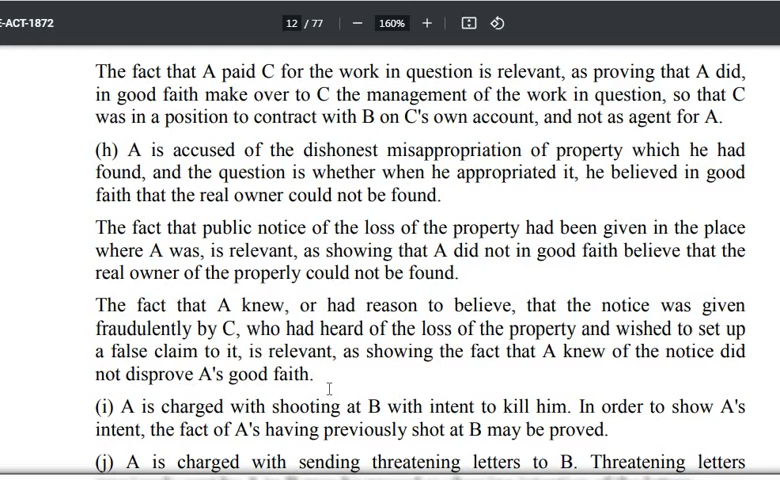 E-ACT-1872
12 / 77
160%
The fact that A paid C for the work in question is relevant, as proving that A did,
in good faith make over to C the management of the work in question, so that C
was in a position to contract with B on C's own account, and not as agent for A.
(h) A is accused of the dishonest misappropriation of property which he had
found, and the question is whether when he appropriated it, he believed in good
faith that the real owner could not be found.
The fact that public notice of the loss of the property had been given in the place
where A was, is relevant, as showing that A did not in good faith believe that the
real owner of the properly could not be found.
The fact that A knew, or had reason to believe, that the notice was given
fraudulently by C, who had heard of the loss of the property and wished to set up
a false claim to it, is relevant, as showing the fact that A knew of the notice did
not disprove A's good faith.
(i) A is charged with shooting at B with intent to kill him. In order to show A's
intent, the fact of A's having previously shot at B may be proved.
(j) A is charged with sending threatening letters to B. Threatening letters